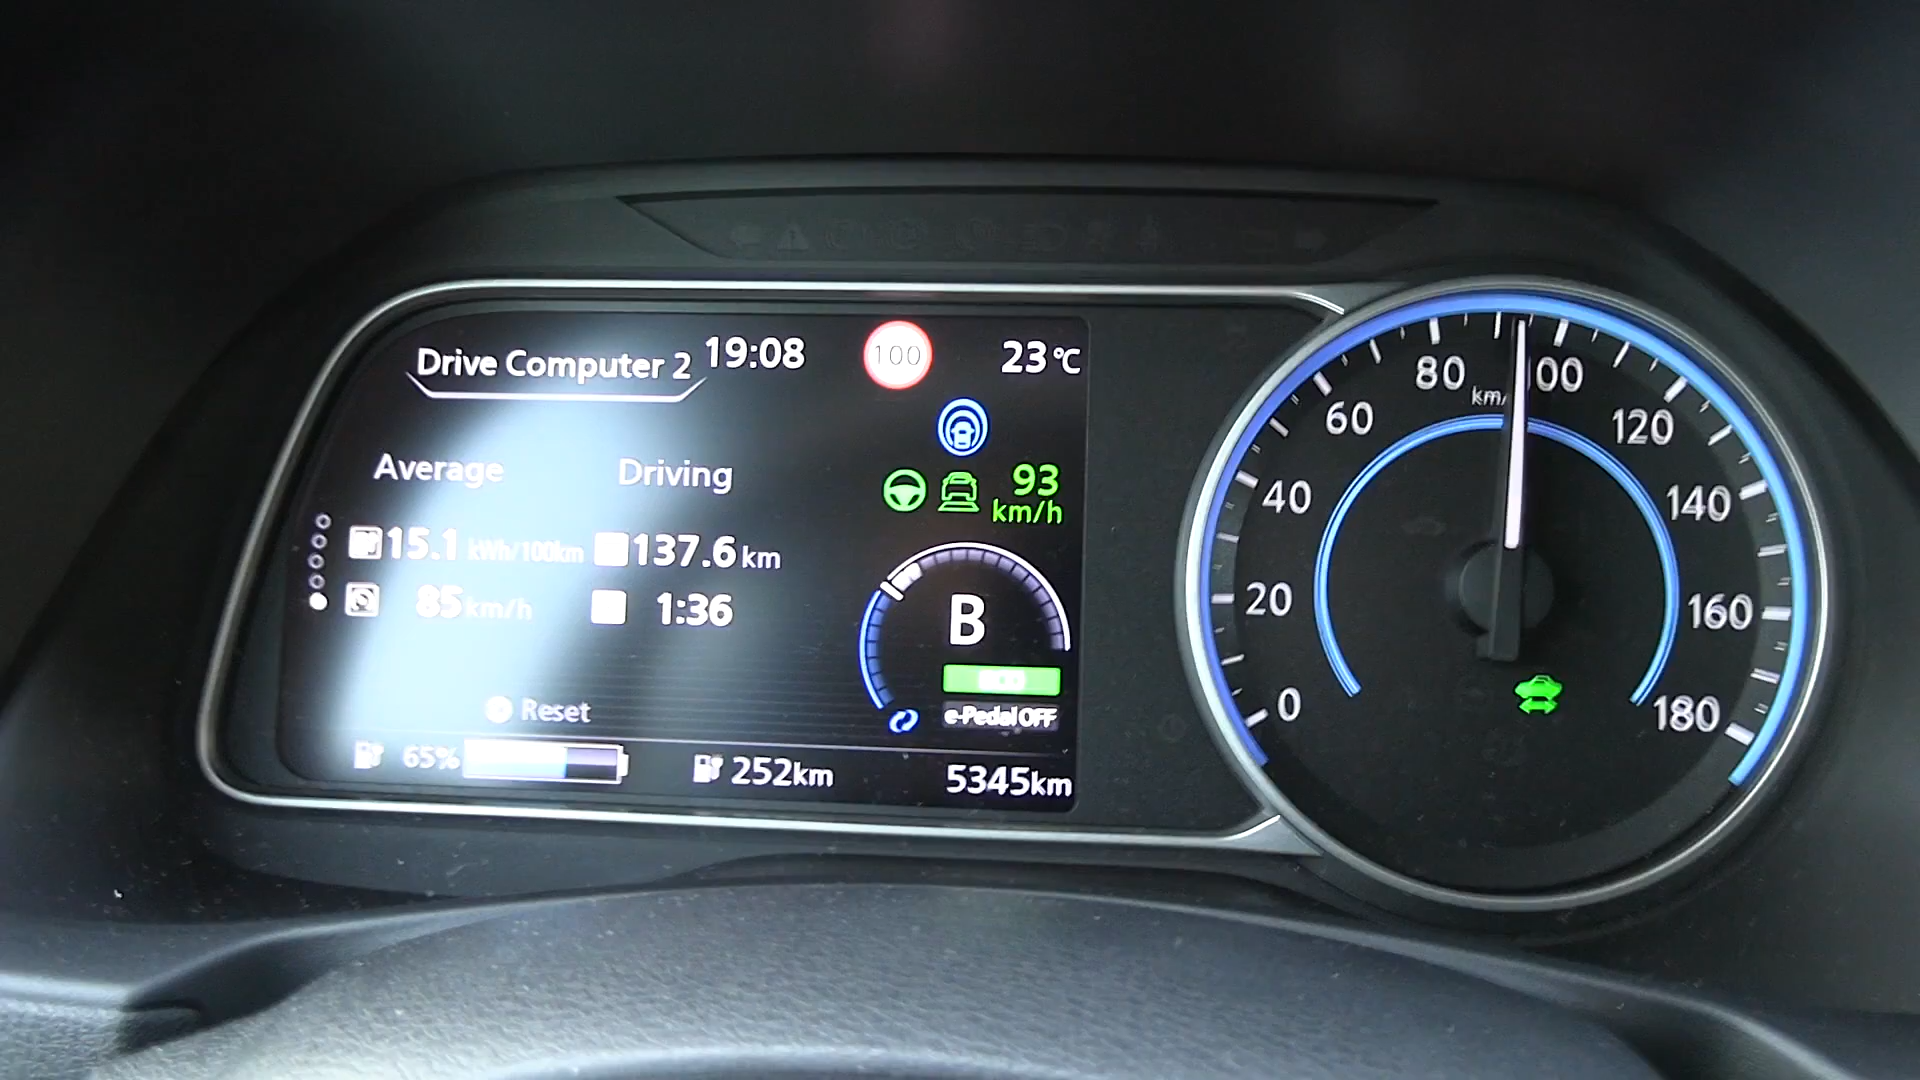 Drive Computer 2 19:08 100 23°C
Average Driving
93
km/h
15.1 kWh/100km 137.6 km
85 km/h 1:36
B
ECO
Reset e-Pedal OFF
65% 252km 5345km
0 20 40 60 80 100 120 140 160 180